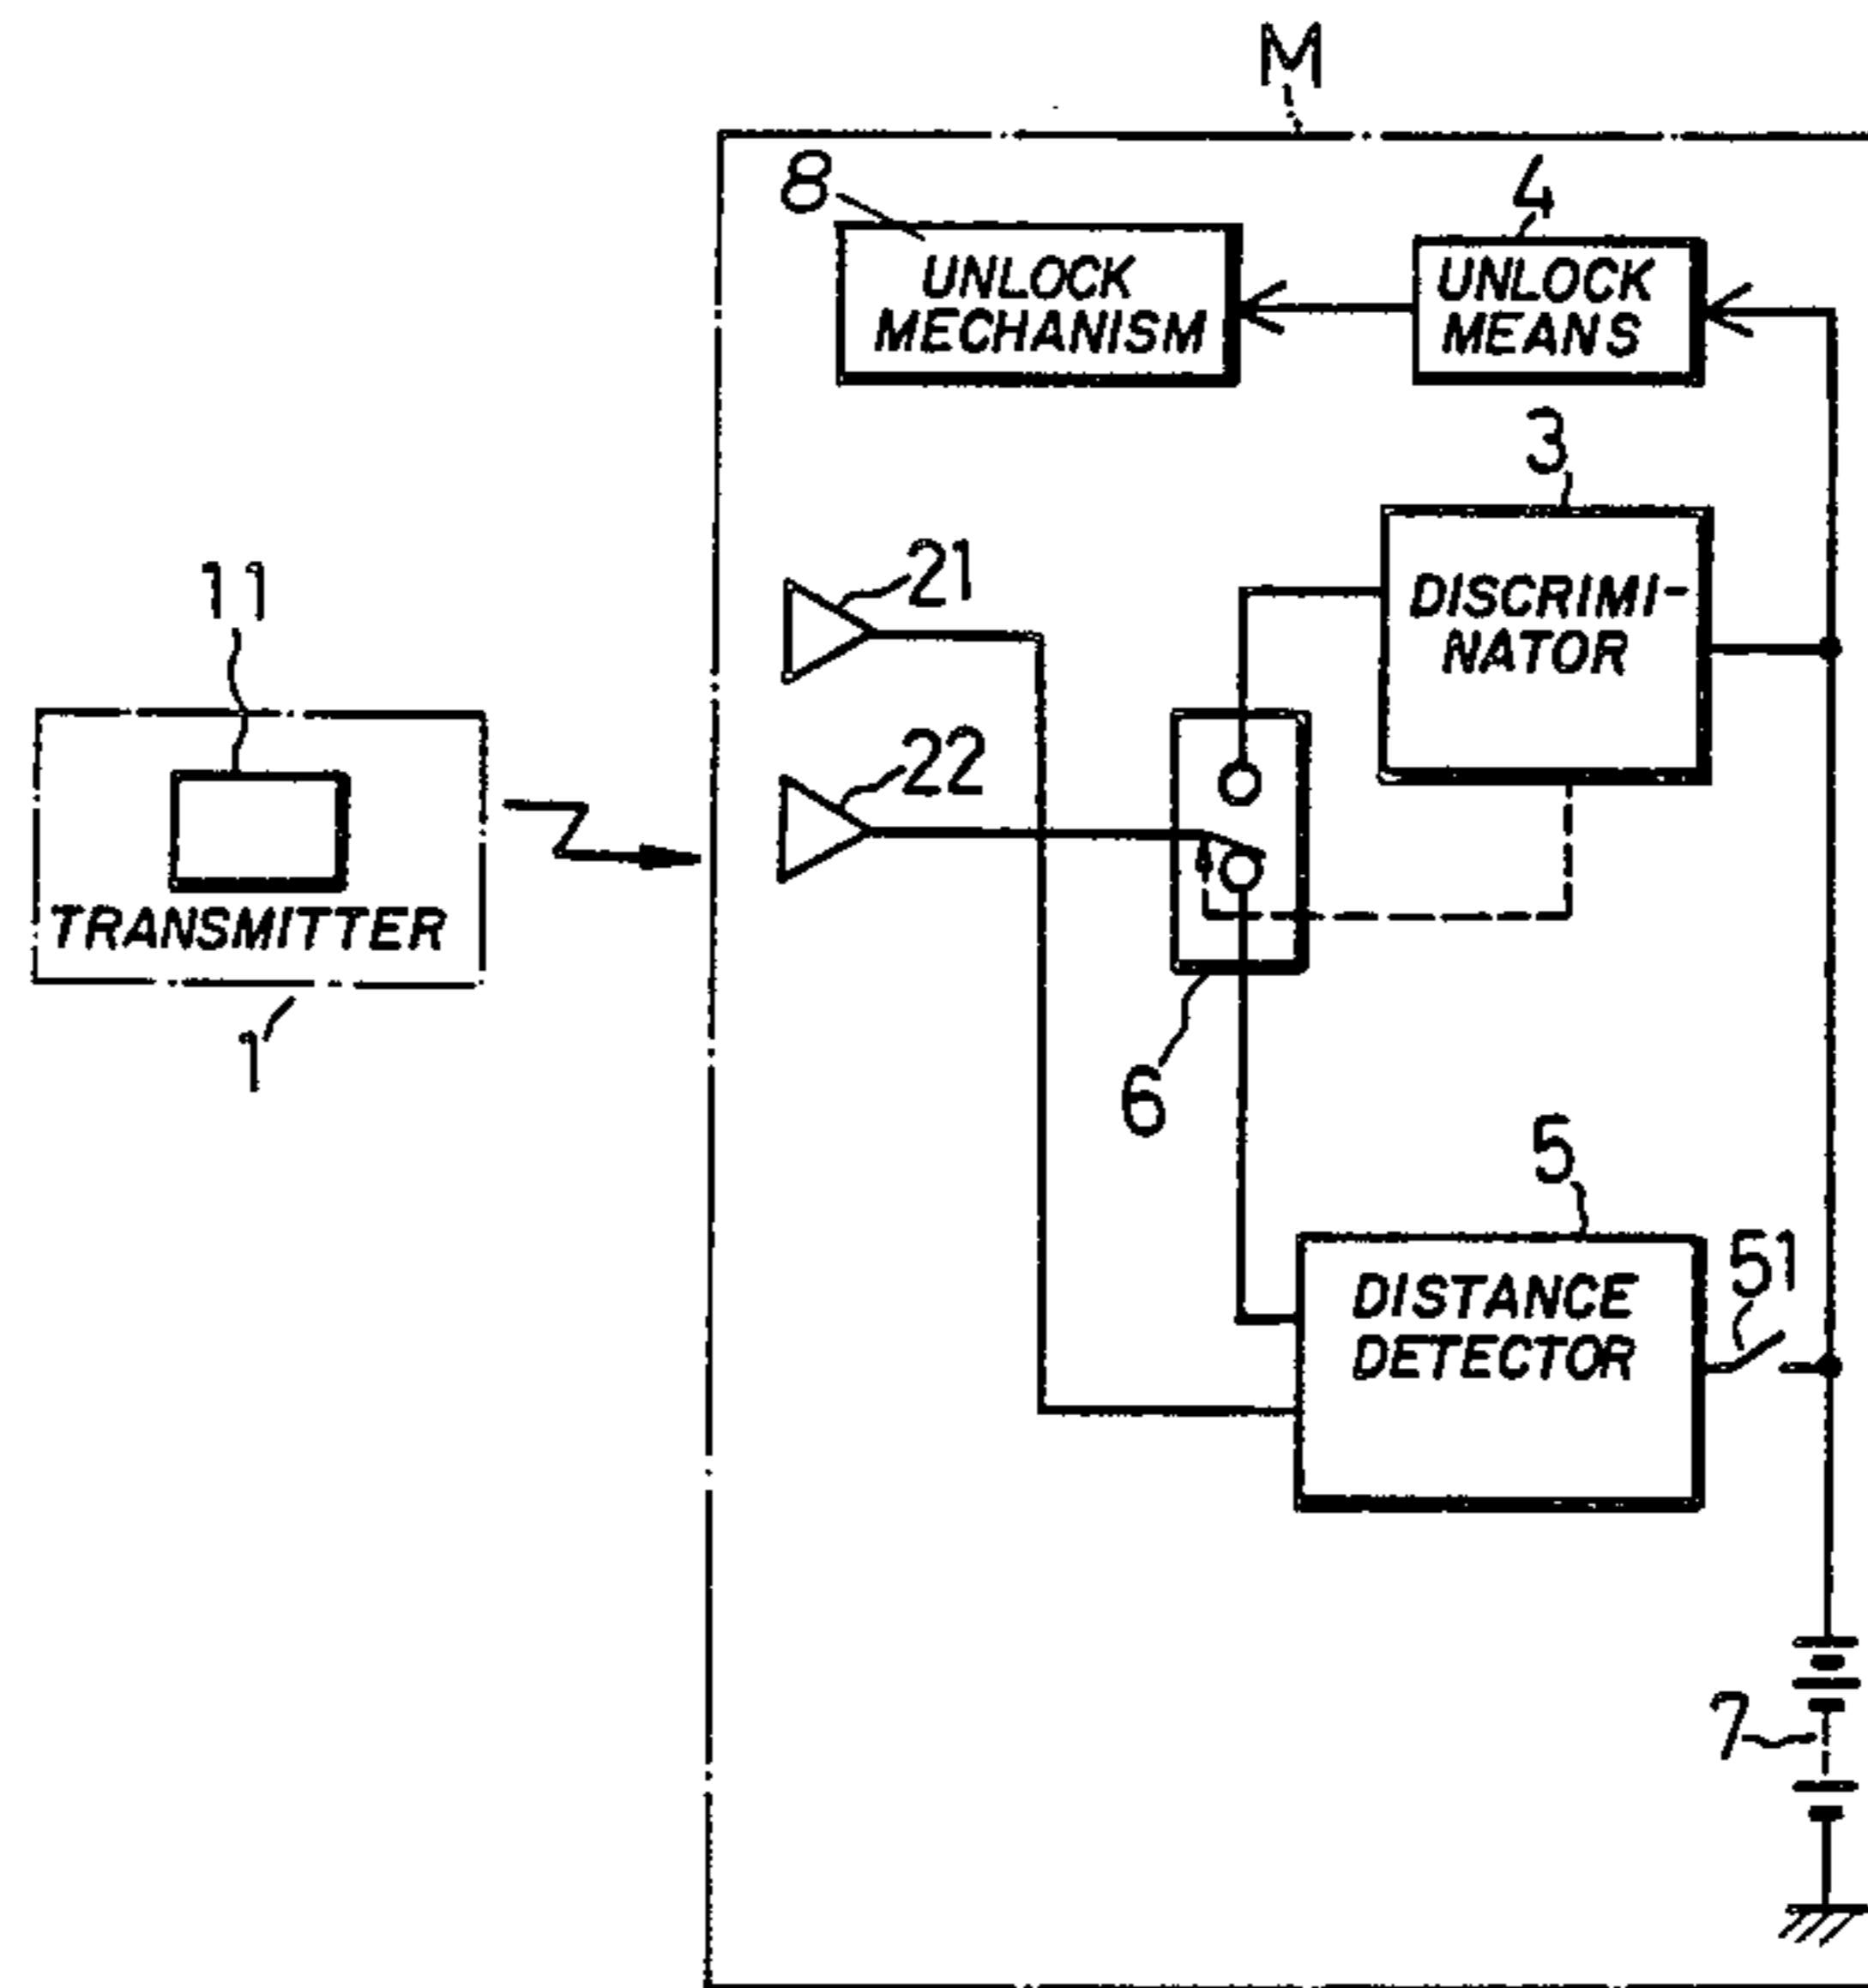 M
8
UNLOCK
MECHANISM
4
UNLOCK
MEANS
3
DISCRIMI-
NATOR
21
22
11
TRANSMITTER
1
6
5
DISTANCE
DETECTOR
51
7